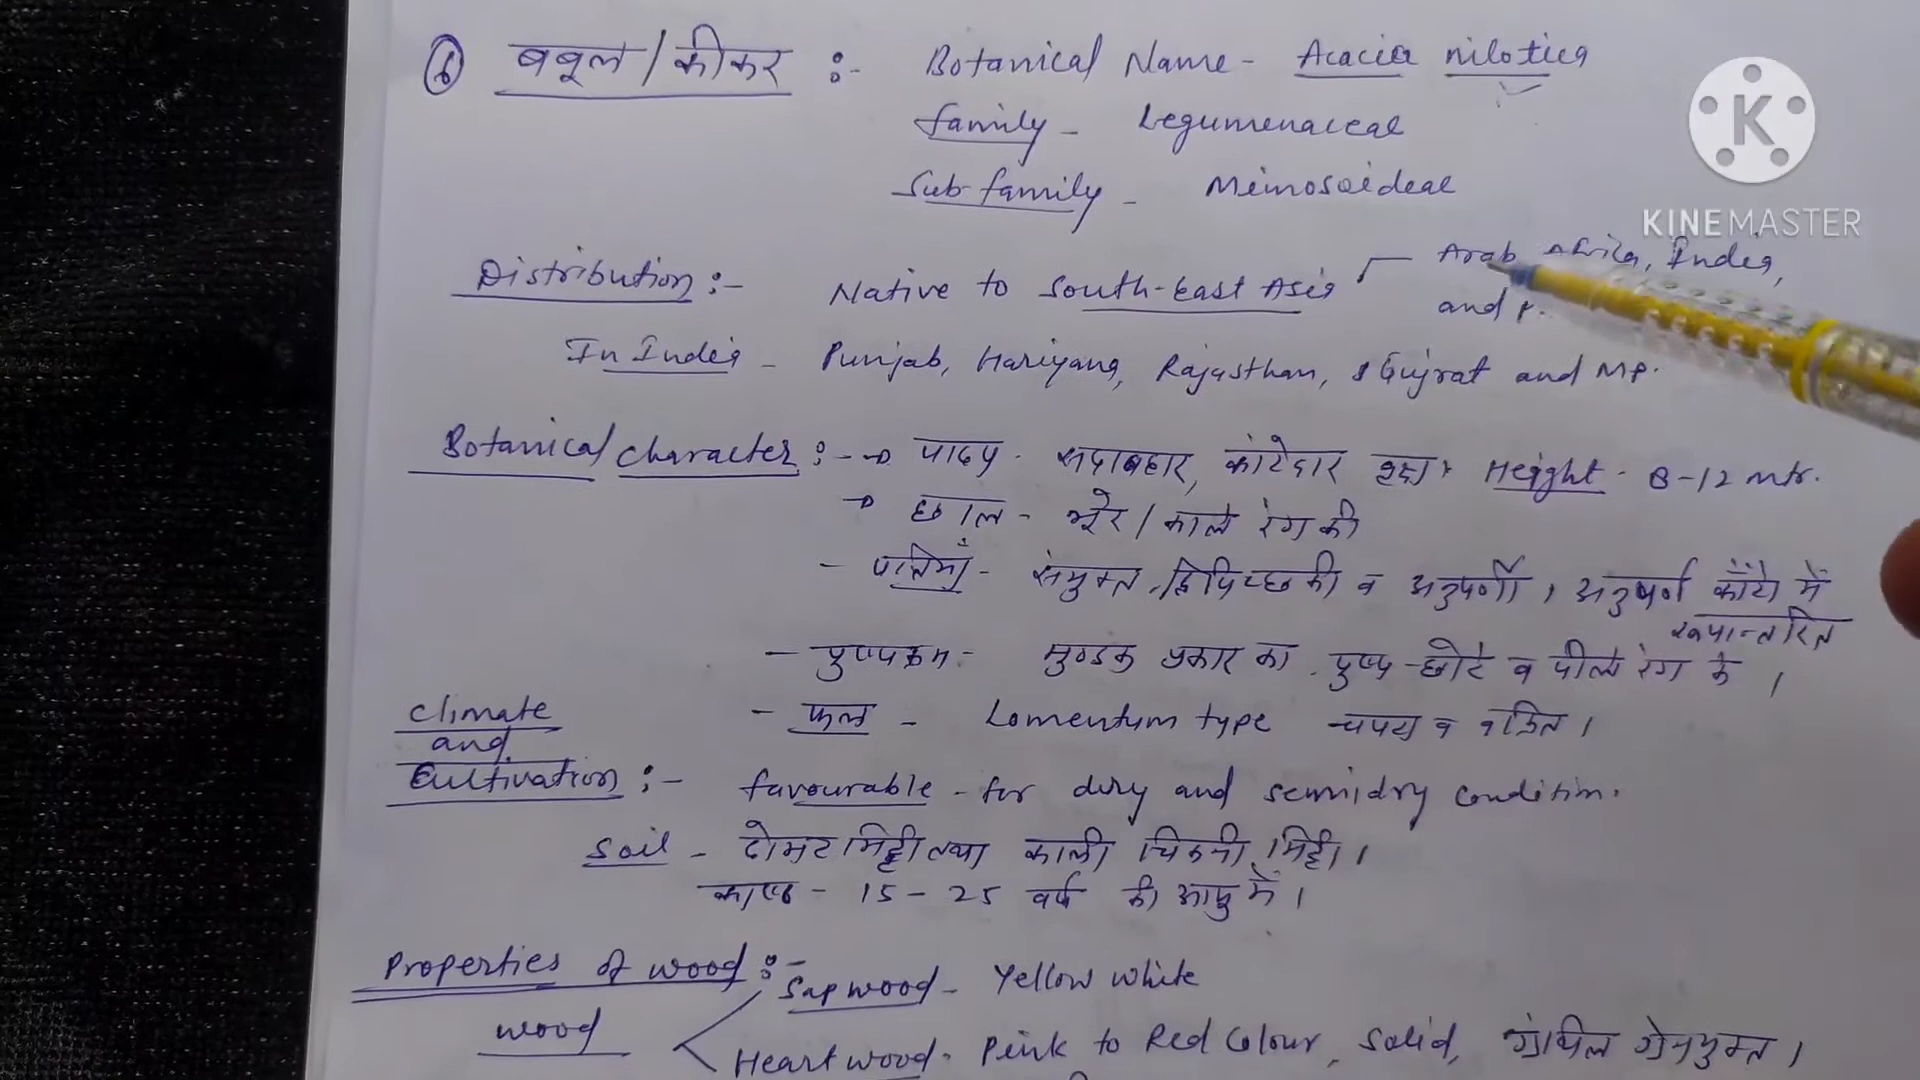 ⑥ बबूल/कीकर :- Botanical Name - Acacia nilotica
family - Legumenaceae
Sub-family - Meimosoideae
K
KINEMASTER
Distribution :- Native to South-East Asia Arab Africa, India,
and
In India - Punjab, Hariyana, Rajasthan, & Gujrat and MP.
Botanical Character :- → पादप - सदाबहार, कांटेदार वृक्ष। Height - 8-12 mtr.
→ छाल - भूरे/काले रंग की
- पत्तियाँ - संयुक्त, द्विपिच्छकी व अनुपर्णी। अनुपर्ण काँटो में
रूपान्तरित
- पुष्पक्रम - मुण्डक प्रकार का. पुष्प - छोटे व पीले रंग के।
- फल - Lomentum type चपटा व
Climate
and
Cultivation :- favourable - for dry and semidry condition.
Soil - दोमट मिट्टी तथा काली चिकनी मिट्टी।
काष्ठ - 15-25 वर्ष की आयु में।
Properties of wood :- Sapwood - Yellow white
wood
Heartwood - Pink to Red Colour, Solid,